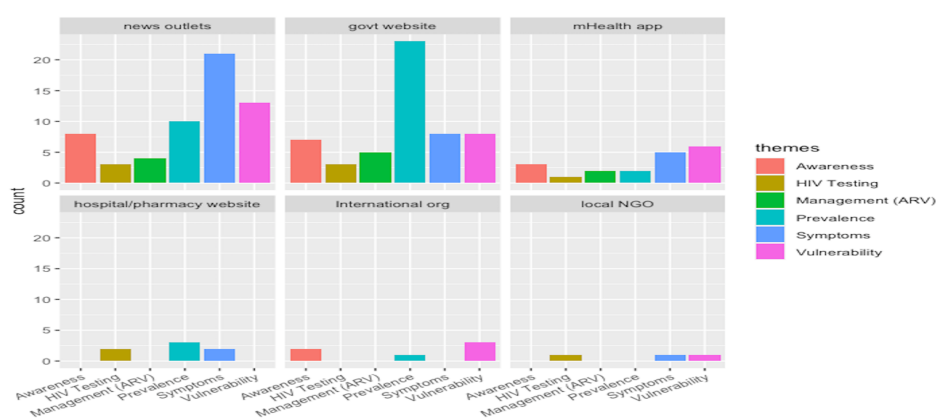 news outlets
govt website
mHealth app
20
15
10
5
0
hospital/pharmacy website
International org
local NGO
20
15
10
5
0
count
Awareness
HIV Testing
Management (ARV)
Prevalence
Symptoms
Vulnerability
Awareness
HIV Testing
Management (ARV)
Prevalence
Symptoms
Vulnerability
Awareness
HIV Testing
Management (ARV)
Prevalence
Symptoms
Vulnerability
themes
Awareness
HIV Testing
Management (ARV)
Prevalence
Symptoms
Vulnerability